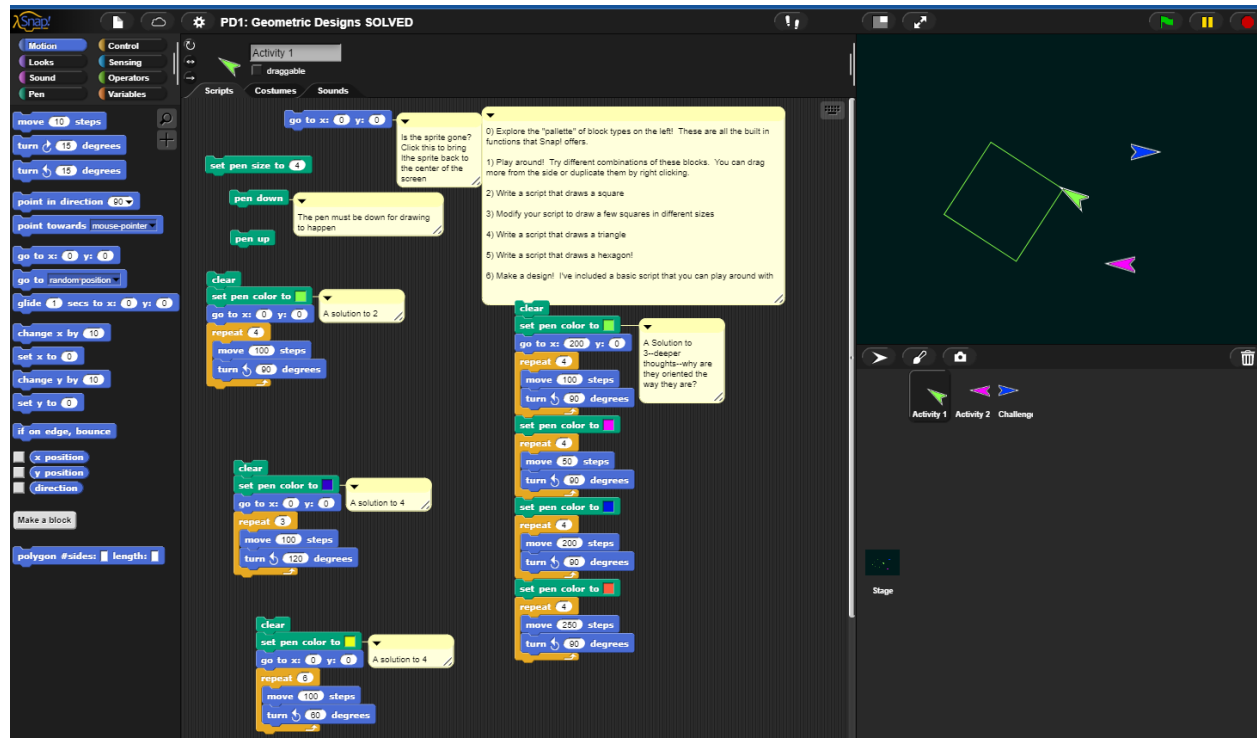 Snap!
PD1: Geometric Designs SOLVED
Motion
Control
Looks
Sensing
Sound
Operators
Pen
Variables
move 10 steps
turn 15 degrees
turn 15 degrees
point in direction 90
point towards mouse-pointer
go to x: 0 y: 0
go to random position
glide 1 secs to x: 0 y: 0
change x by 10
set x to 0
change y by 10
set y to 0
if on edge, bounce
x position
y position
direction
Make a block
polygon #sides: length:
Activity 1
draggable
Scripts
Costumes
Sounds
go to x: 0 y: 0
Is the sprite gone?
Click this to bring
lthe sprite back to
the center of the
screen
set pen size to 4
pen down
The pen must be down for drawing
to happen
pen up
0) Explore the "pallette" of block types on the left! These are all the built in
functions that Snap! offers.
1) Play around! Try different combinations of these blocks. You can drag
more from the side or duplicate them by right clicking.
2) Write a script that draws a square
3) Modify your script to draw a few squares in different sizes
4) Write a script that draws a triangle
5) Write a script that draws a hexagon!
6) Make a design! I've included a basic script that you can play around with
clear
set pen color to
go to x: 0 y: 0
A solution to 2
repeat 4
move 100 steps
turn 90 degrees
clear
set pen color to
go to x: 0 y: 0
A solution to 4
repeat 3
move 100 steps
turn 120 degrees
clear
set pen color to
go to x: 0 y: 0
A solution to 4
repeat 6
move 100 steps
turn 60 degrees
clear
set pen color to
go to x: 200 y: 0
A Solution to
3--deeper
thoughts--why are
they oriented the
way they are?
repeat 4
move 100 steps
turn 90 degrees
set pen color to
repeat 4
move 50 steps
turn 90 degrees
set pen color to
repeat 4
move 200 steps
turn 90 degrees
set pen color to
repeat 4
move 250 steps
turn 90 degrees
Activity 1
Activity 2
Challeng
Stage